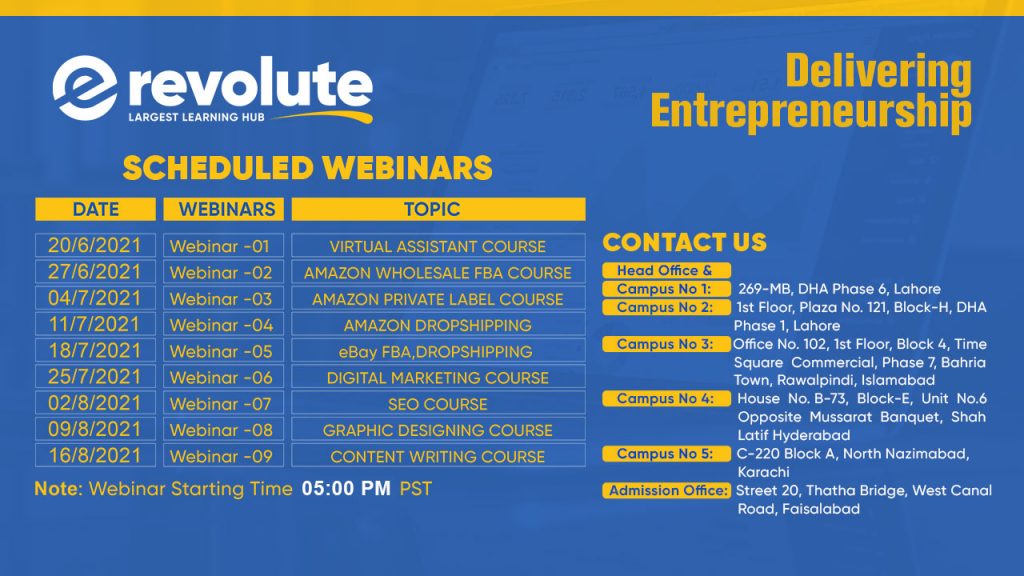 e revolute
LARGEST LEARNING HUB
Delivering
Entrepreneurship
SCHEDULED WEBINARS
DATE WEBINARS TOPIC
20/6/2021 Webinar -01 VIRTUAL ASSISTANT COURSE
27/6/2021 Webinar -02 AMAZON WHOLESALE FBA COURSE
04/7/2021 Webinar -03 AMAZON PRIVATE LABEL COURSE
11/7/2021 Webinar -04 AMAZON DROPSHIPPING
18/7/2021 Webinar -05 eBay FBA,DROPSHIPPING
25/7/2021 Webinar -06 DIGITAL MARKETING COURSE
02/8/2021 Webinar -07 SEO COURSE
09/8/2021 Webinar -08 GRAPHIC DESIGNING COURSE
16/8/2021 Webinar -09 CONTENT WRITING COURSE
Note: Webinar Starting Time 05:00 PM PST
CONTACT US
Head Office &
Campus No 1: 269-MB, DHA Phase 6, Lahore
Campus No 2: 1st Floor, Plaza No. 121, Block-H, DHA
Phase 1, Lahore
Campus No 3: Office No. 102, 1st Floor, Block 4, Time
Square Commercial, Phase 7, Bahria
Town, Rawalpindi, Islamabad
Campus No 4: House No. B-73, Block-E, Unit No.6
Opposite Mussarat Banquet, Shah
Latif Hyderabad
Campus No 5: C-220 Block A, North Nazimabad,
Karachi
Admission Office: Street 20, Thatha Bridge, West Canal
Road, Faisalabad